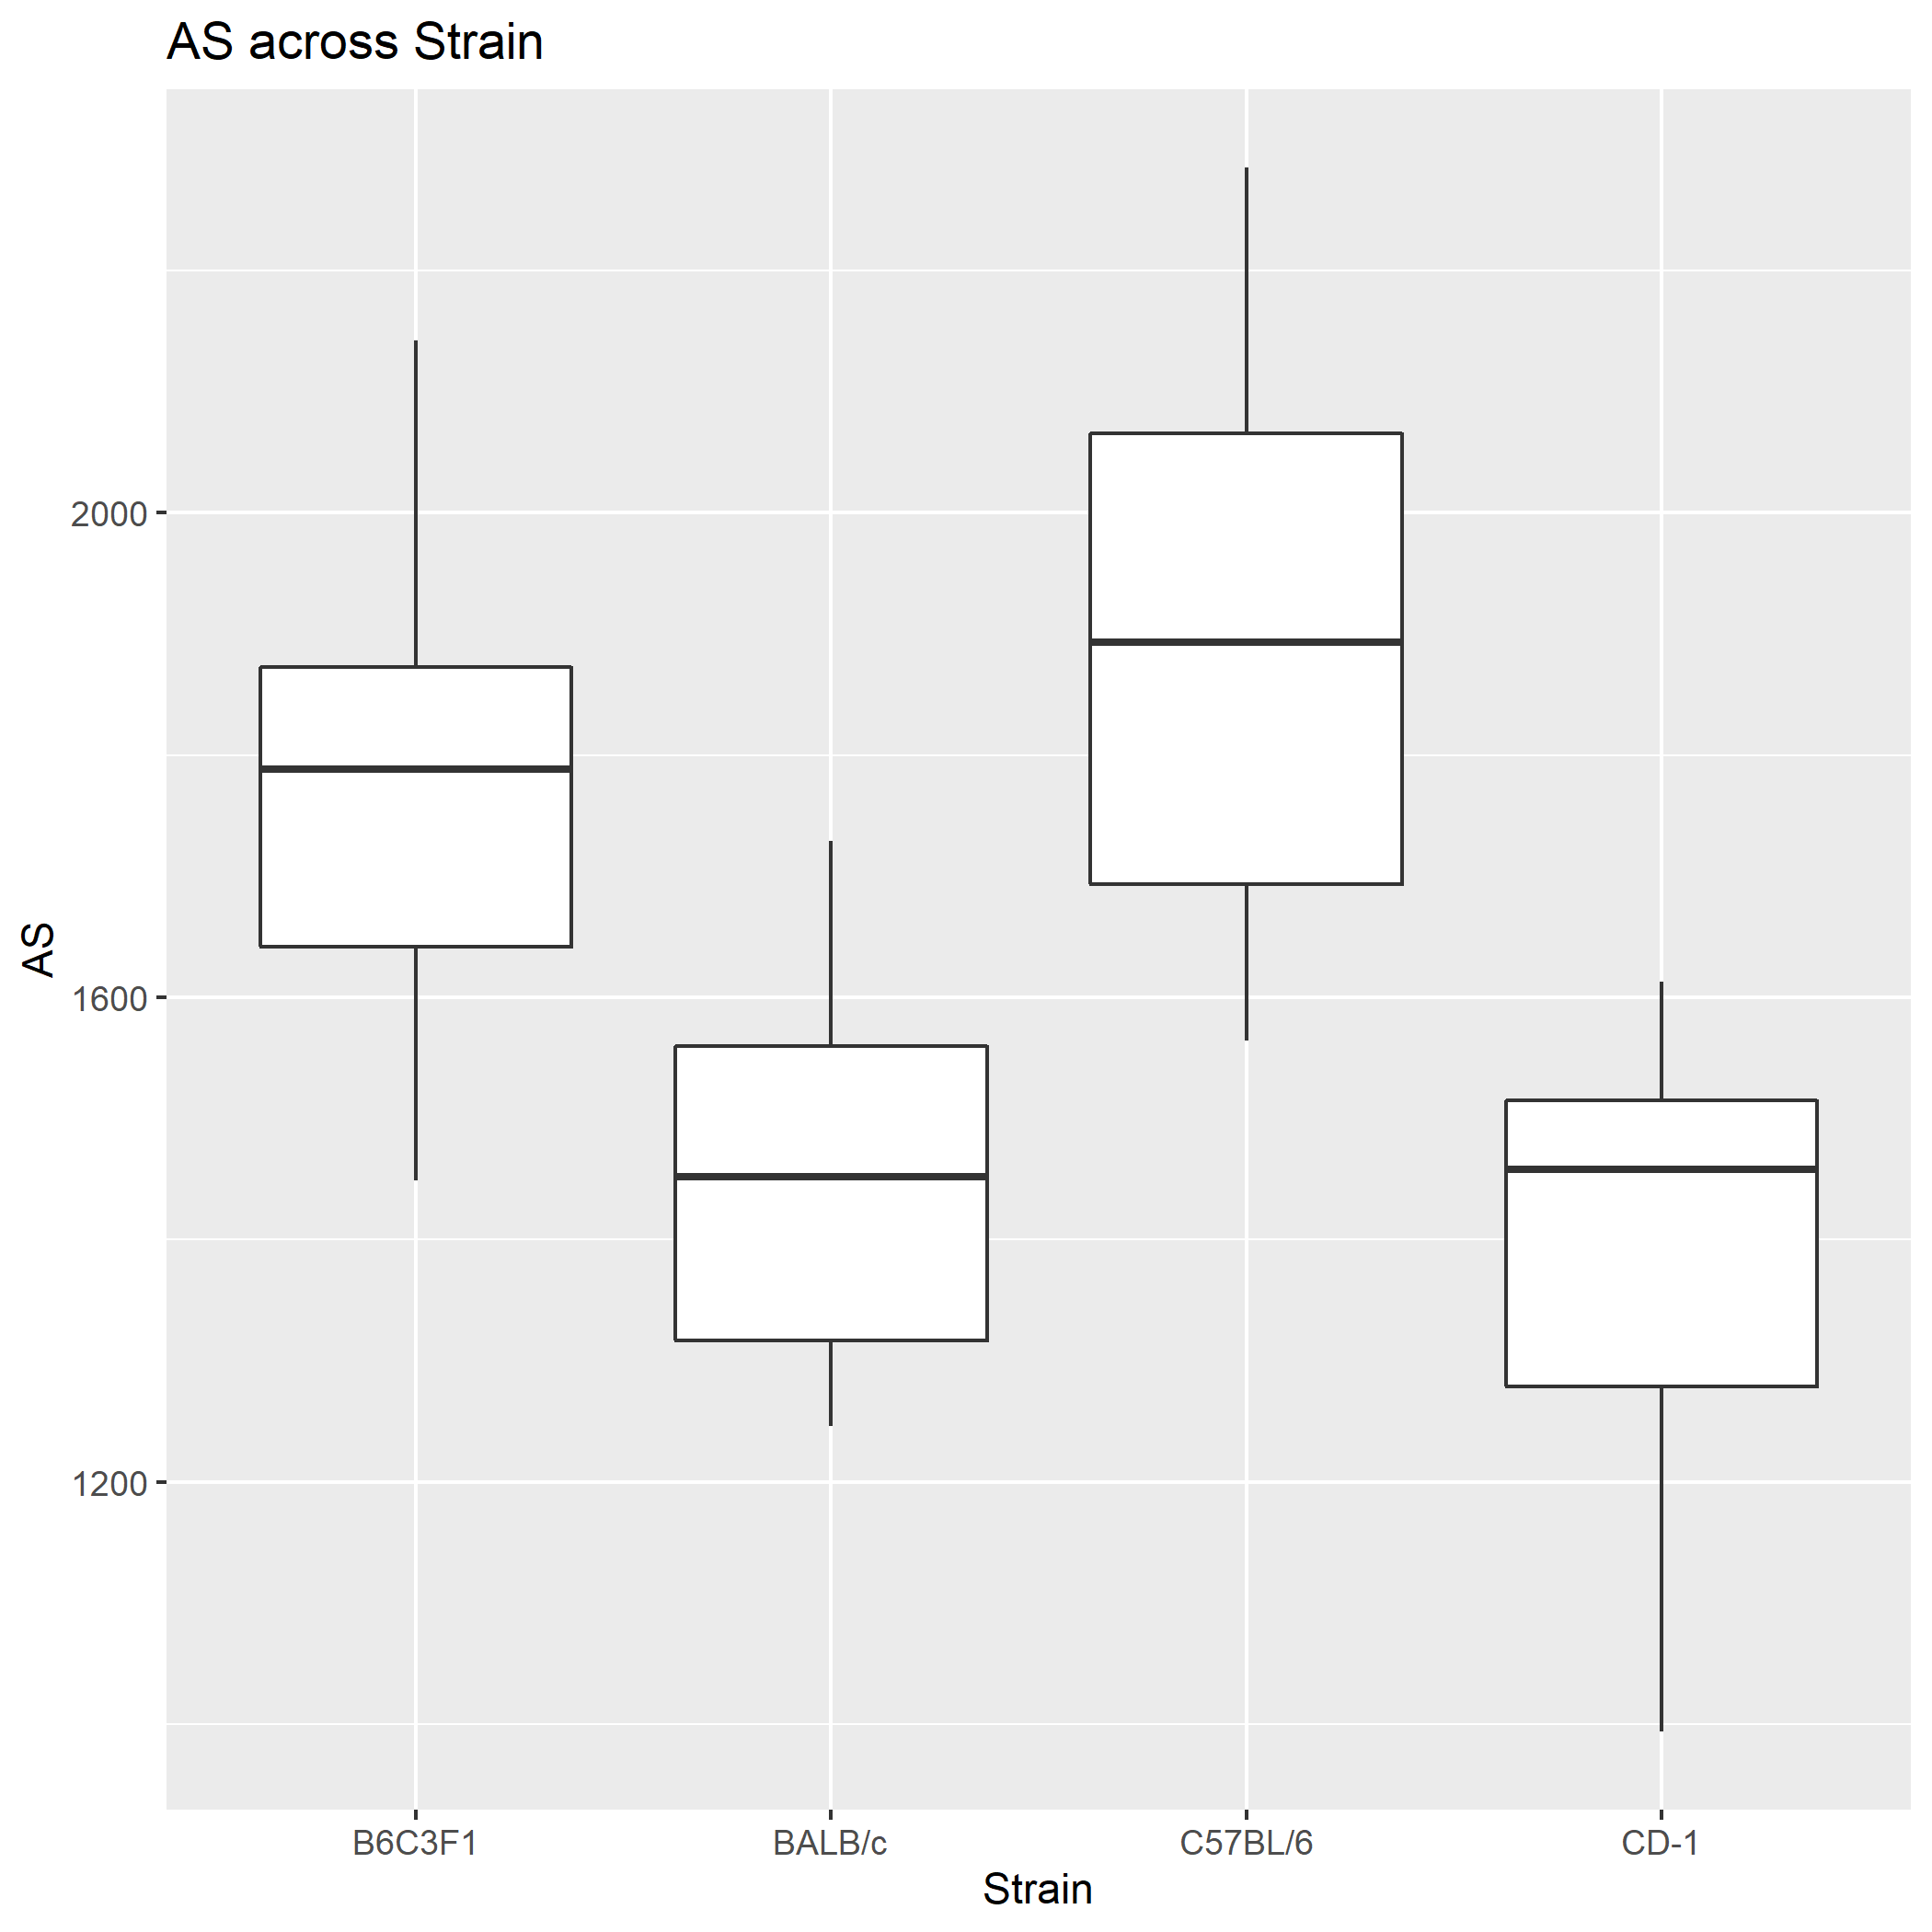 AS across Strain
AS
2000
1600
1200
B6C3F1 BALB/c C57BL/6 CD-1
Strain